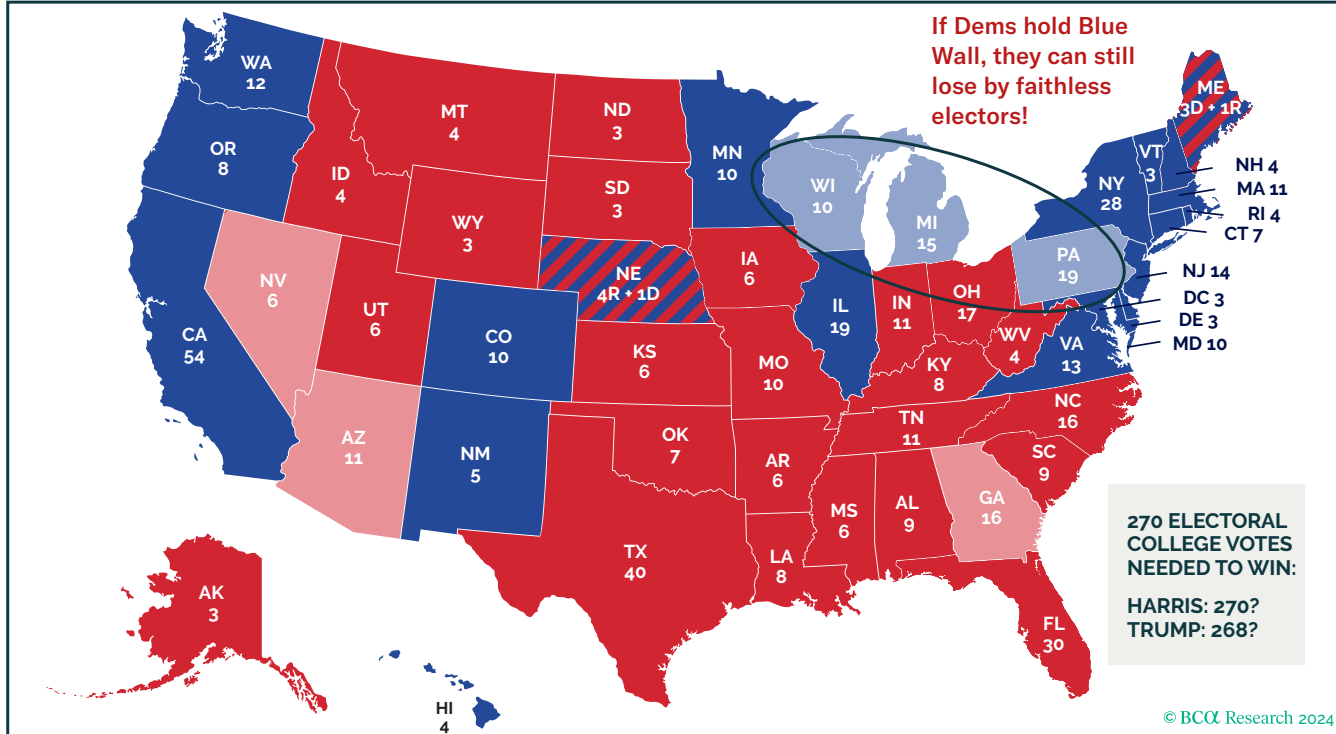 If Dems hold Blue
Wall, they can still
lose by faithless
electors!
WA
12
OR
8
CA
54
NV
6
ID
4
MT
4
WY
3
UT
6
AZ
11
CO
10
NM
5
ND
3
SD
3
NE
4R + 1D
KS
6
OK
7
TX
40
MN
10
IA
6
MO
10
AR
6
LA
8
WI
10
IL
19
MI
15
IN
11
OH
17
KY
8
TN
11
MS
6
AL
9
GA
16
FL
30
SC
9
NC
16
VA
13
WV
4
PA
19
NY
28
VT
3
ME
3D + 1R
NH 4
MA 11
RI 4
CT 7
NJ 14
DC 3
DE 3
MD 10
AK
3
HI
4
270 ELECTORAL
COLLEGE VOTES
NEEDED TO WIN:
HARRIS: 270?
TRUMP: 268?
© BCα Research 2024